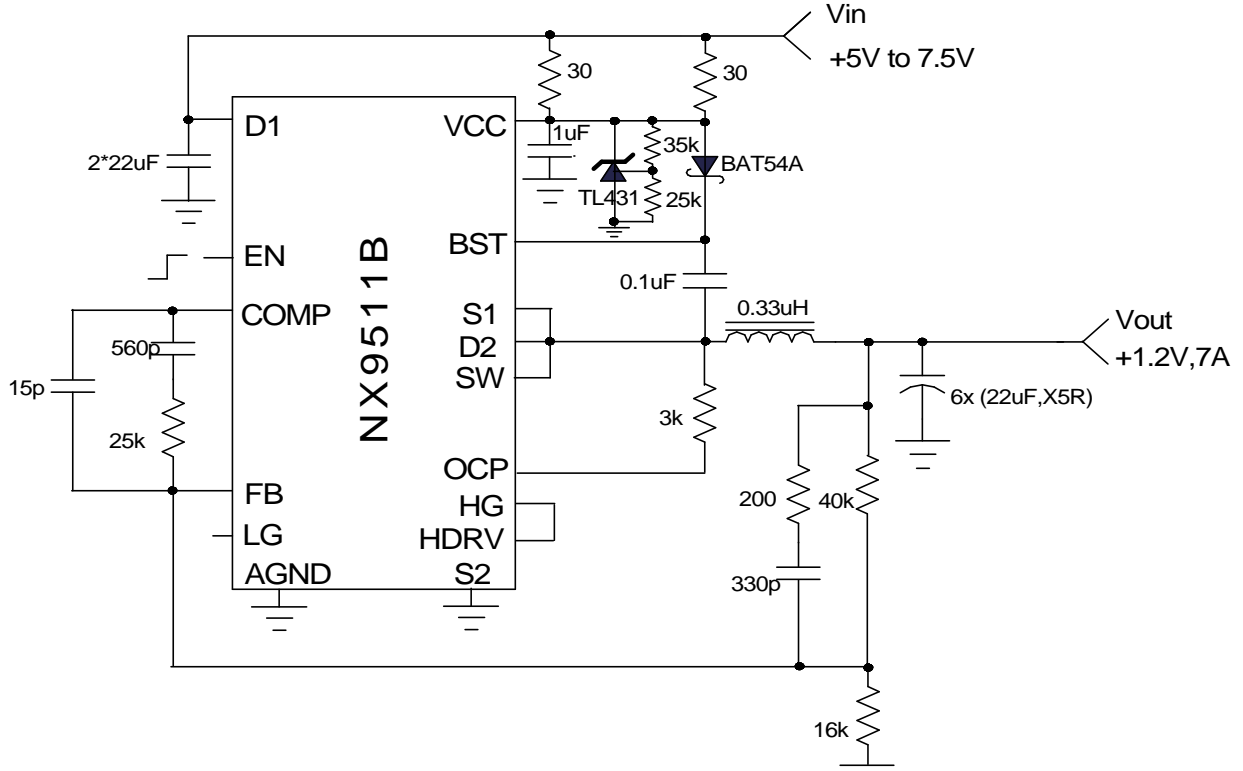 Vin
+5V to 7.5V
30
30
D1
VCC
1uF
35k
BAT54A
2*22uF
TL431
25k
NX9511B
BST
EN
0.1uF
COMP
S1
0.33uH
Vout
+1.2V,7A
560p
D2
15p
SW
6x (22uF,X5R)
3k
25k
OCP
FB
HG
200
40k
LG
HDRV
AGND
S2
330p
16k